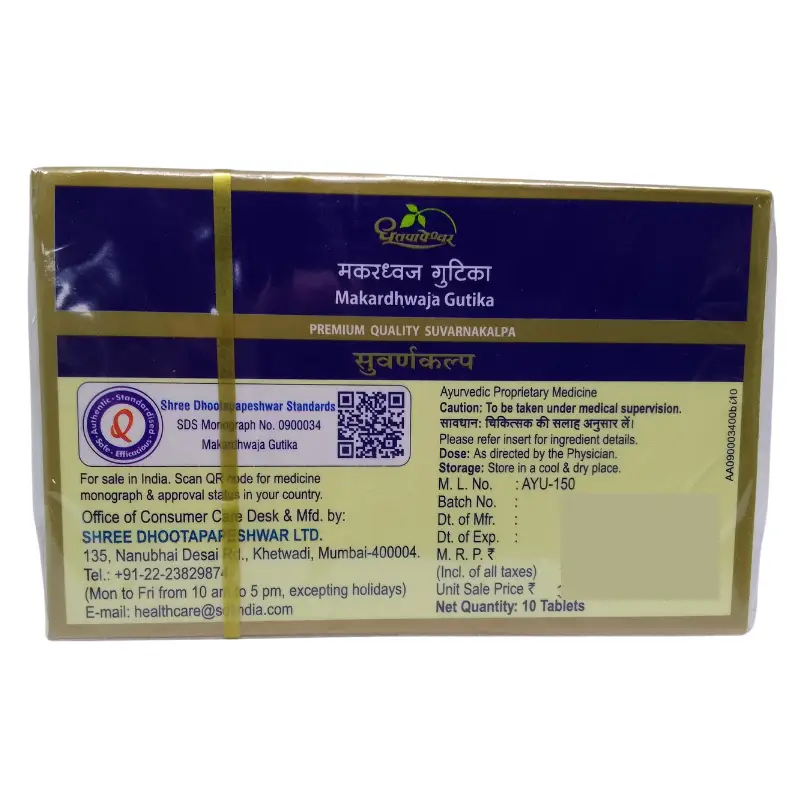 धूतपापेश्वर
मकरध्वज गुटिका
Makardhwaja Gutika
PREMIUM QUALITY SUVARNAKALPA
सुवर्णकल्प
Authentic - Standardised
Safe - Efficacious
Shree Dhootapapeshwar Standards
SDS Monograph No. 0900034
Makardhwaja Gutika
For sale in India. Scan QR code for medicine
monograph & approval status in your country.
Office of Consumer Care Desk & Mfd. by:
SHREE DHOOTAPAPESHWAR LTD.
135, Nanubhai Desai Rd., Khetwadi, Mumbai-400004.
Tel.: +91-22-23829874
(Mon to Fri from 10 am to 5 pm, excepting holidays)
E-mail: healthcare@sdlindia.com
Ayurvedic Proprietary Medicine
Caution: To be taken under medical supervision.
सावधान: चिकित्सक की सलाह अनुसार लें।
Please refer insert for ingredient details.
Dose: As directed by the Physician.
Storage: Store in a cool & dry place.
M. L. No. : AYU-150
Batch No. :
Dt. of Mfr. :
Dt. of Exp. :
M. R. P. ₹
(Incl. of all taxes)
Unit Sale Price ₹
Net Quantity: 10 Tablets